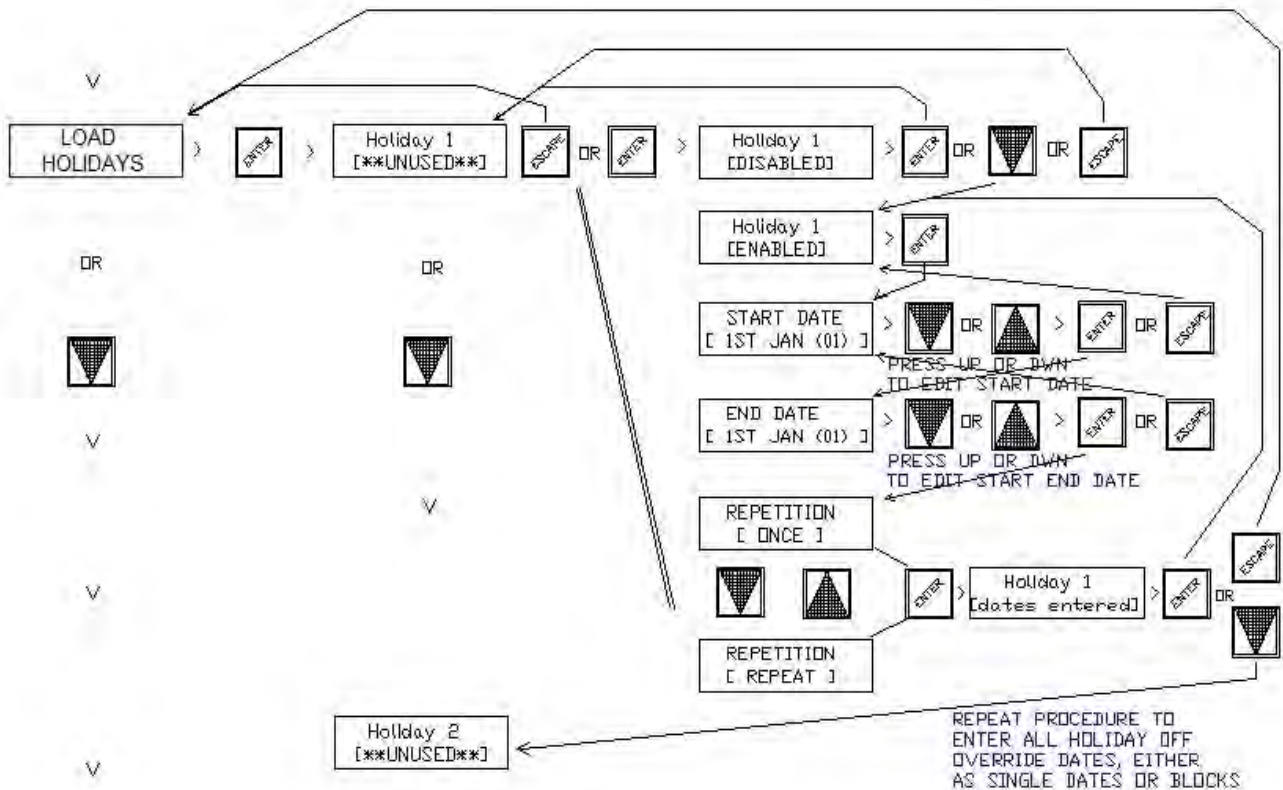 V
LOAD
HOLIDAYS
>
ENTER
>
Holiday 1
[**UNUSED**]
ESCAPE
OR
ENTER
>
Holiday 1
[DISABLED]
>
ENTER
OR
OR
ESCAPE
Holiday 1
[ENABLED]
>
ENTER
OR
OR
START DATE
[ 1ST JAN (01) ]
>
OR
>
ENTER
OR
ESCAPE
PRESS UP OR DWN
TO EDIT START DATE
END DATE
[ 1ST JAN (01) ]
>
OR
>
ENTER
OR
ESCAPE
PRESS UP OR DWN
TO EDIT START END DATE
V
V
REPETITION
[ ONCE ]
V
ENTER
>
Holiday 1
[dates entered]
>
ENTER
OR
ESCAPE
REPETITION
[ REPEAT ]
Holiday 2
[**UNUSED**]
V
REPEAT PROCEDURE TO
ENTER ALL HOLIDAY OFF
OVERRIDE DATES, EITHER
AS SINGLE DATES OR BLOCKS